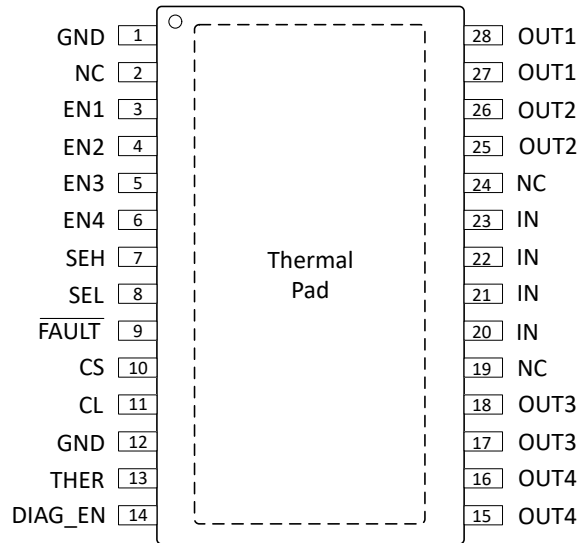 GND 1 28 OUT1
NC 2 27 OUT1
EN1 3 26 OUT2
EN2 4 25 OUT2
EN3 5 24 NC
EN4 6 23 IN
SEH 7 22 IN
Thermal
Pad
SEL 8 21 IN
FAULT 9 20 IN
CS 10 19 NC
CL 11 18 OUT3
GND 12 17 OUT3
THER 13 16 OUT4
DIAG_EN 14 15 OUT4